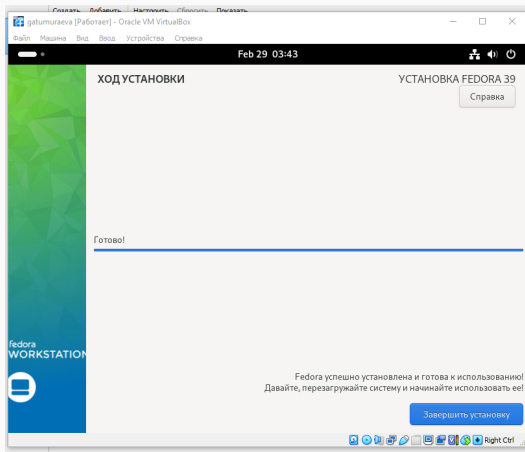 Создать Добавить Настроить Сбросить Показать
gatumuraeva [Работает] - Oracle VM VirtualBox
Файл Машина Вид Ввод Устройства Справка
Feb 29 03:43
ХОД УСТАНОВКИ
УСТАНОВКА FEDORA 39
Справка
Готово!
fedora
WORKSTATION
Fedora успешно установлена и готова к использованию!
Давайте, перезагружайте систему и начинайте использовать ее!
Завершить установку
Right Ctrl